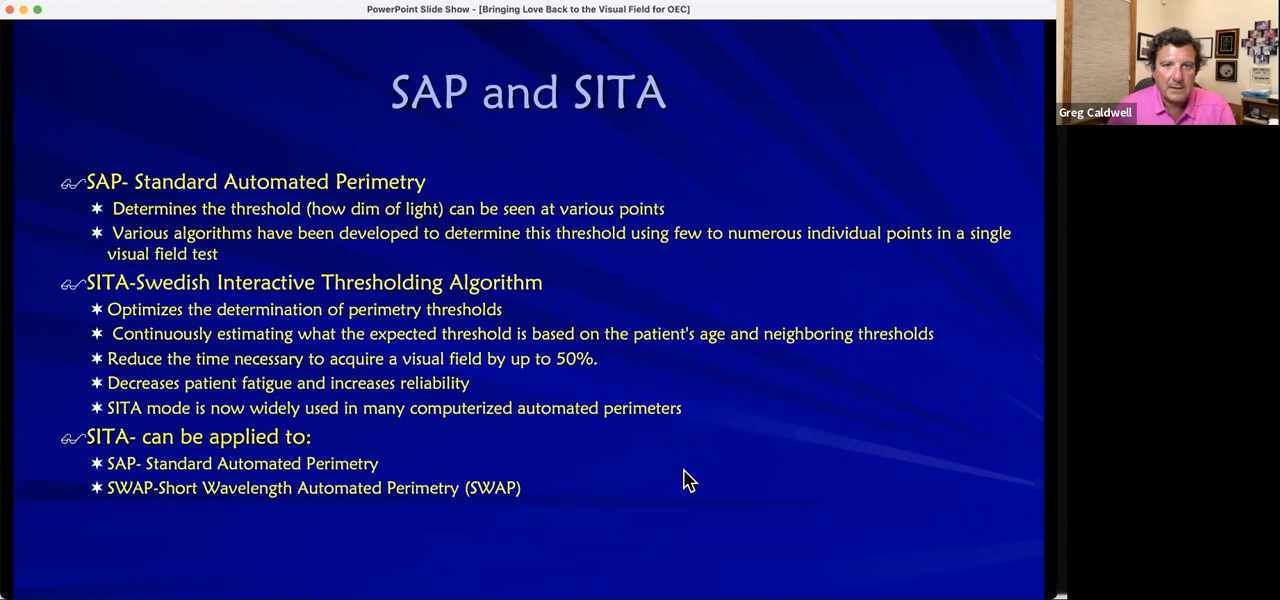 PowerPoint Slide Show - [Bringing Love Back to the Visual Field for OEC]
SAP and SITA
SAP- Standard Automated Perimetry
Determines the threshold (how dim of light) can be seen at various points
Various algorithms have been developed to determine this threshold using few to numerous individual points in a single
visual field test
SITA-Swedish Interactive Thresholding Algorithm
Optimizes the determination of perimetry thresholds
Continuously estimating what the expected threshold is based on the patient's age and neighboring thresholds
Reduce the time necessary to acquire a visual field by up to 50%.
Decreases patient fatigue and increases reliability
SITA mode is now widely used in many computerized automated perimeters
SITA- can be applied to:
SAP- Standard Automated Perimetry
SWAP-Short Wavelength Automated Perimetry (SWAP)
Greg Caldwell